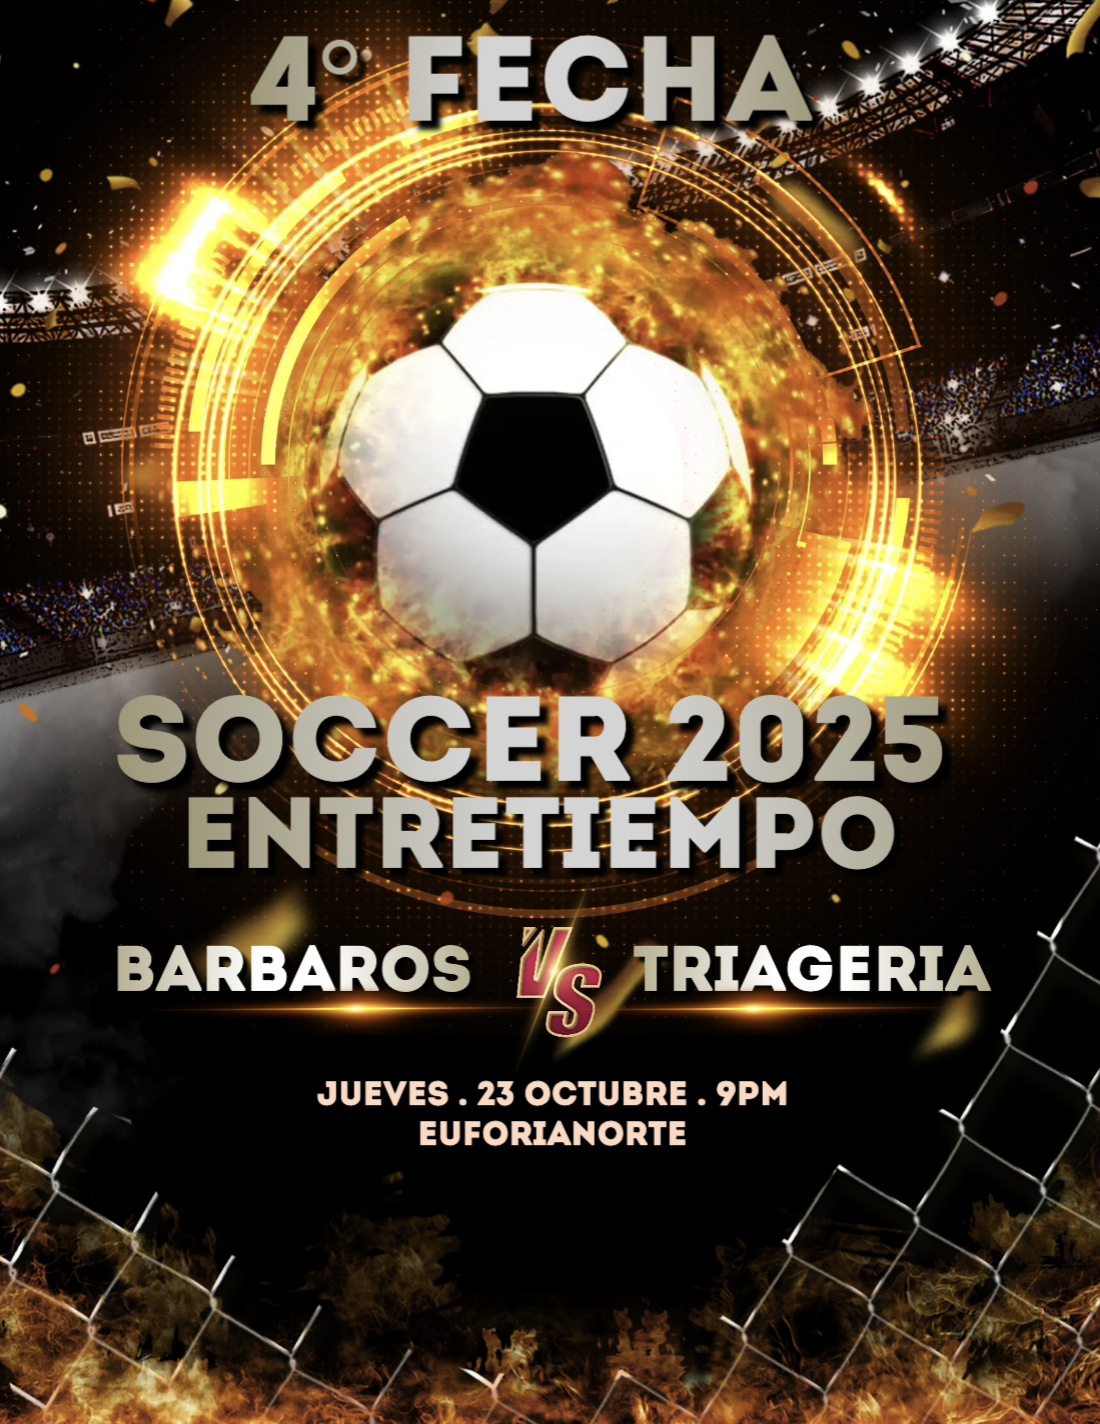 4° FECHA
SOCCER 2025
ENTRETIEMPO
BARBAROS VS TRIAGERIA
JUEVES . 23 OCTUBRE . 9PM
EUFORIANORTE